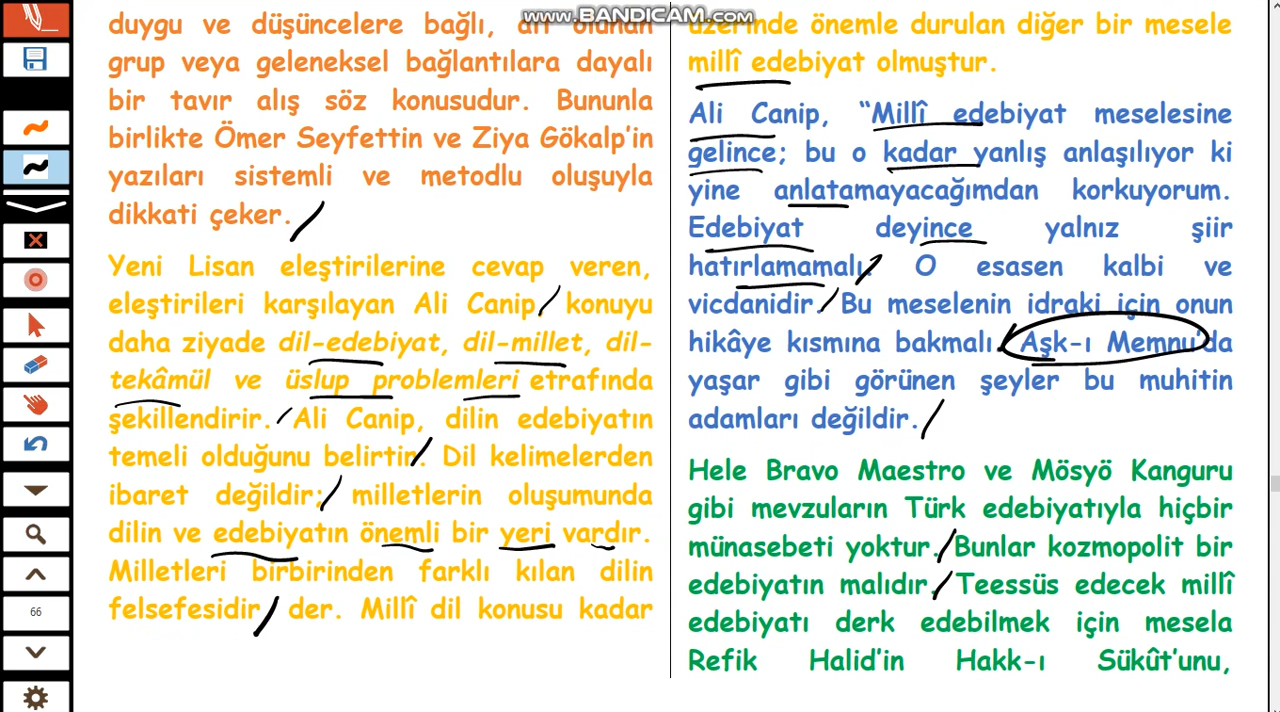 www.BANDICAM.com
duygu ve düşüncelere bağlı, ait olunan
grup veya geleneksel bağlantılara dayalı
bir tavır alış söz konusudur. Bununla
birlikte Ömer Seyfettin ve Ziya Gökalp'in
yazıları sistemli ve metodlu oluşuyla
dikkati çeker.
Yeni Lisan eleştirilerine cevap veren,
eleştirileri karşılayan Ali Canip, konuyu
daha ziyade dil-edebiyat, dil-millet, dil-
tekâmül ve üslup problemleri etrafında
şekillendirir. Ali Canip, dilin edebiyatın
temeli olduğunu belirtir. Dil kelimelerden
ibaret değildir; milletlerin oluşumunda
dilin ve edebiyatın önemli bir yeri vardır.
Milletleri birbirinden farklı kılan dilin
felsefesidir, der. Millî dil konusu kadar
66
üzerinde önemle durulan diğer bir mesele
millî edebiyat olmuştur.
Ali Canip, “Millî edebiyat meselesine
gelince; bu o kadar yanlış anlaşılıyor ki
yine anlatamayacağımdan korkuyorum.
Edebiyat deyince yalnız şiir
hatırlamamalı. O esasen kalbi ve
vicdanidir. Bu meselenin idraki için onun
hikâye kısmına bakmalı. Aşk-ı Memnu'da
yaşar gibi görünen şeyler bu muhitin
adamları değildir.
Hele Bravo Maestro ve Mösyö Kanguru
gibi mevzuların Türk edebiyatıyla hiçbir
münasebeti yoktur. Bunlar kozmopolit bir
edebiyatın malıdır. Teessüs edecek millî
edebiyatı derk edebilmek için mesela
Refik Halid'in Hakk-ı Sükût'unu,